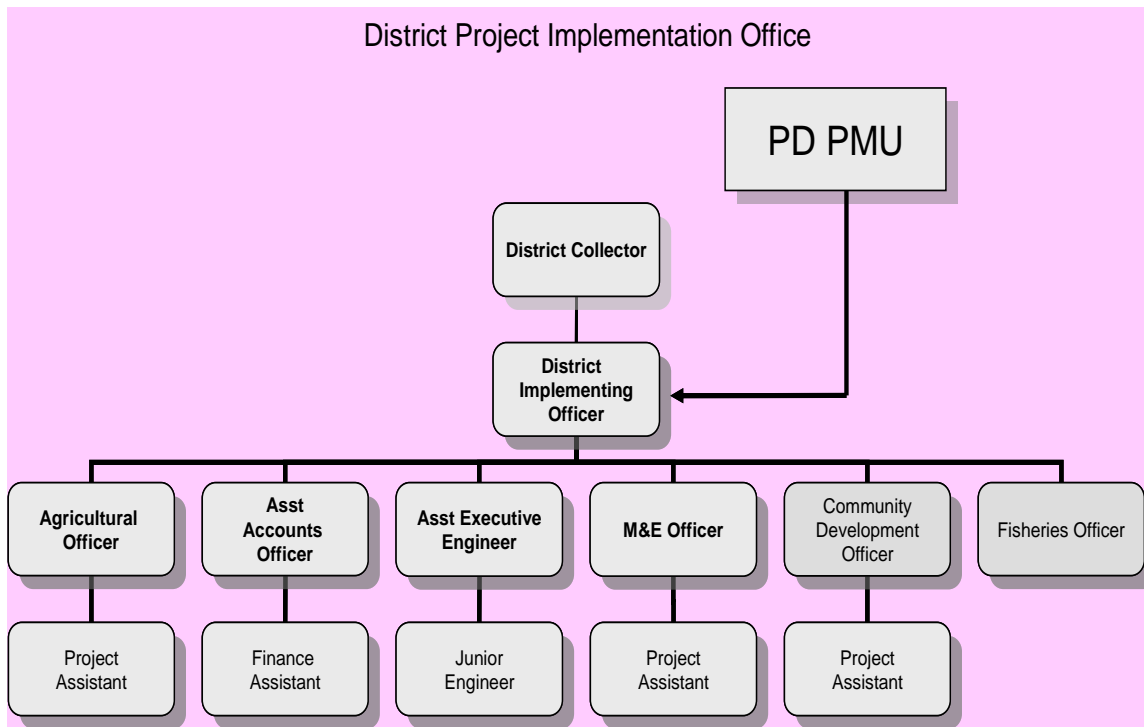 District Project Implementation Office
PD PMU
District Collector
District
Implementing
Officer
Agricultural
Officer
Asst
Accounts
Officer
Asst Executive
Engineer
M&E Officer
Community
Development
Officer
Fisheries Officer
Project
Assistant
Finance
Assistant
Junior
Engineer
Project
Assistant
Project
Assistant